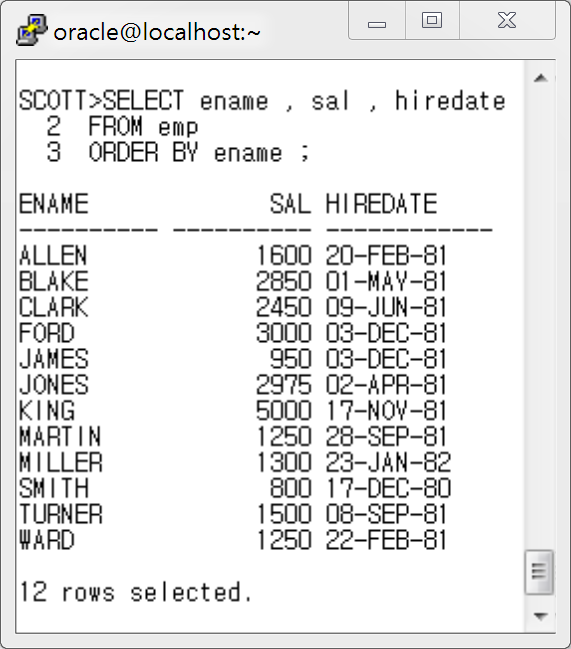 oracle@localhost:~
SCOTT>SELECT ename , sal , hiredate
  2  FROM emp
  3  ORDER BY ename ;
ENAME             SAL HIREDATE
---------- ---------- ------------
ALLEN            1600 20-FEB-81
BLAKE            2850 01-MAY-81
CLARK            2450 09-JUN-81
FORD             3000 03-DEC-81
JAMES             950 03-DEC-81
JONES            2975 02-APR-81
KING             5000 17-NOV-81
MARTIN           1250 28-SEP-81
MILLER           1300 23-JAN-82
SMITH             800 17-DEC-80
TURNER           1500 08-SEP-81
WARD             1250 22-FEB-81
12 rows selected.